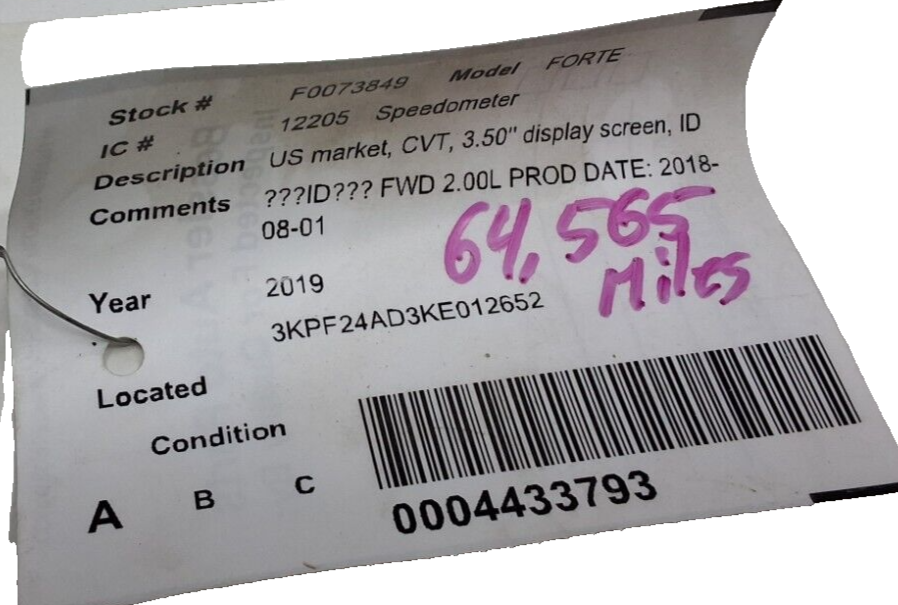 Stock # F0073849 Model FORTE
IC # 12205 Speedometer
Description US market, CVT, 3.50" display screen, ID
Comments ???ID??? FWD 2.00L PROD DATE: 2018-
08-01
64,565
Miles
Year 2019
3KPF24AD3KE012652
Located
Condition
A B C
0004433793